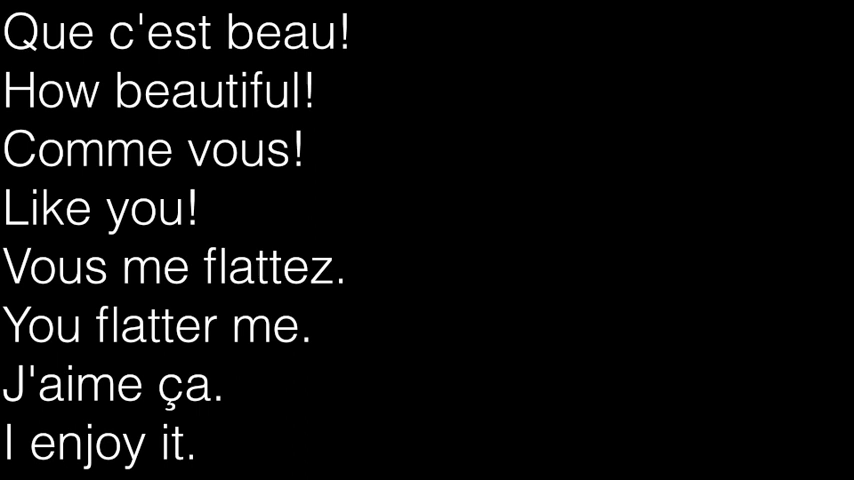 Que c'est beau!
How beautiful!
Comme vous!
Like you!
Vous me flattez.
You flatter me.
J'aime ça.
I enjoy it.